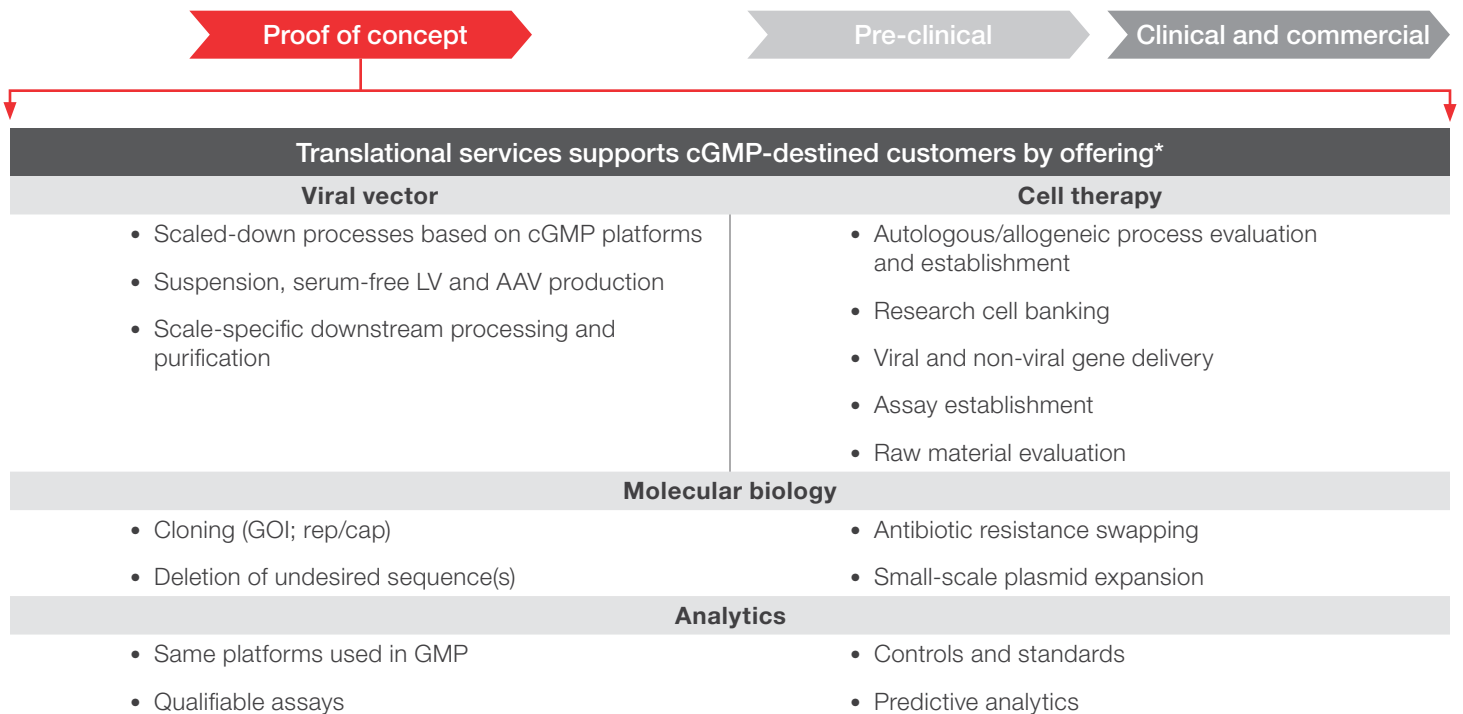 Proof of concept
Pre-clinical
Clinical and commercial
Translational services supports cGMP-destined customers by offering*
Viral vector
• Scaled-down processes based on cGMP platforms
• Suspension, serum-free LV and AAV production
• Scale-specific downstream processing and
purification
Cell therapy
• Autologous/allogeneic process evaluation
and establishment
• Research cell banking
• Viral and non-viral gene delivery
• Assay establishment
• Raw material evaluation
Molecular biology
• Cloning (GOI; rep/cap)
• Deletion of undesired sequence(s)
• Antibiotic resistance swapping
• Small-scale plasmid expansion
Analytics
• Same platforms used in GMP
• Qualifiable assays
• Controls and standards
• Predictive analytics